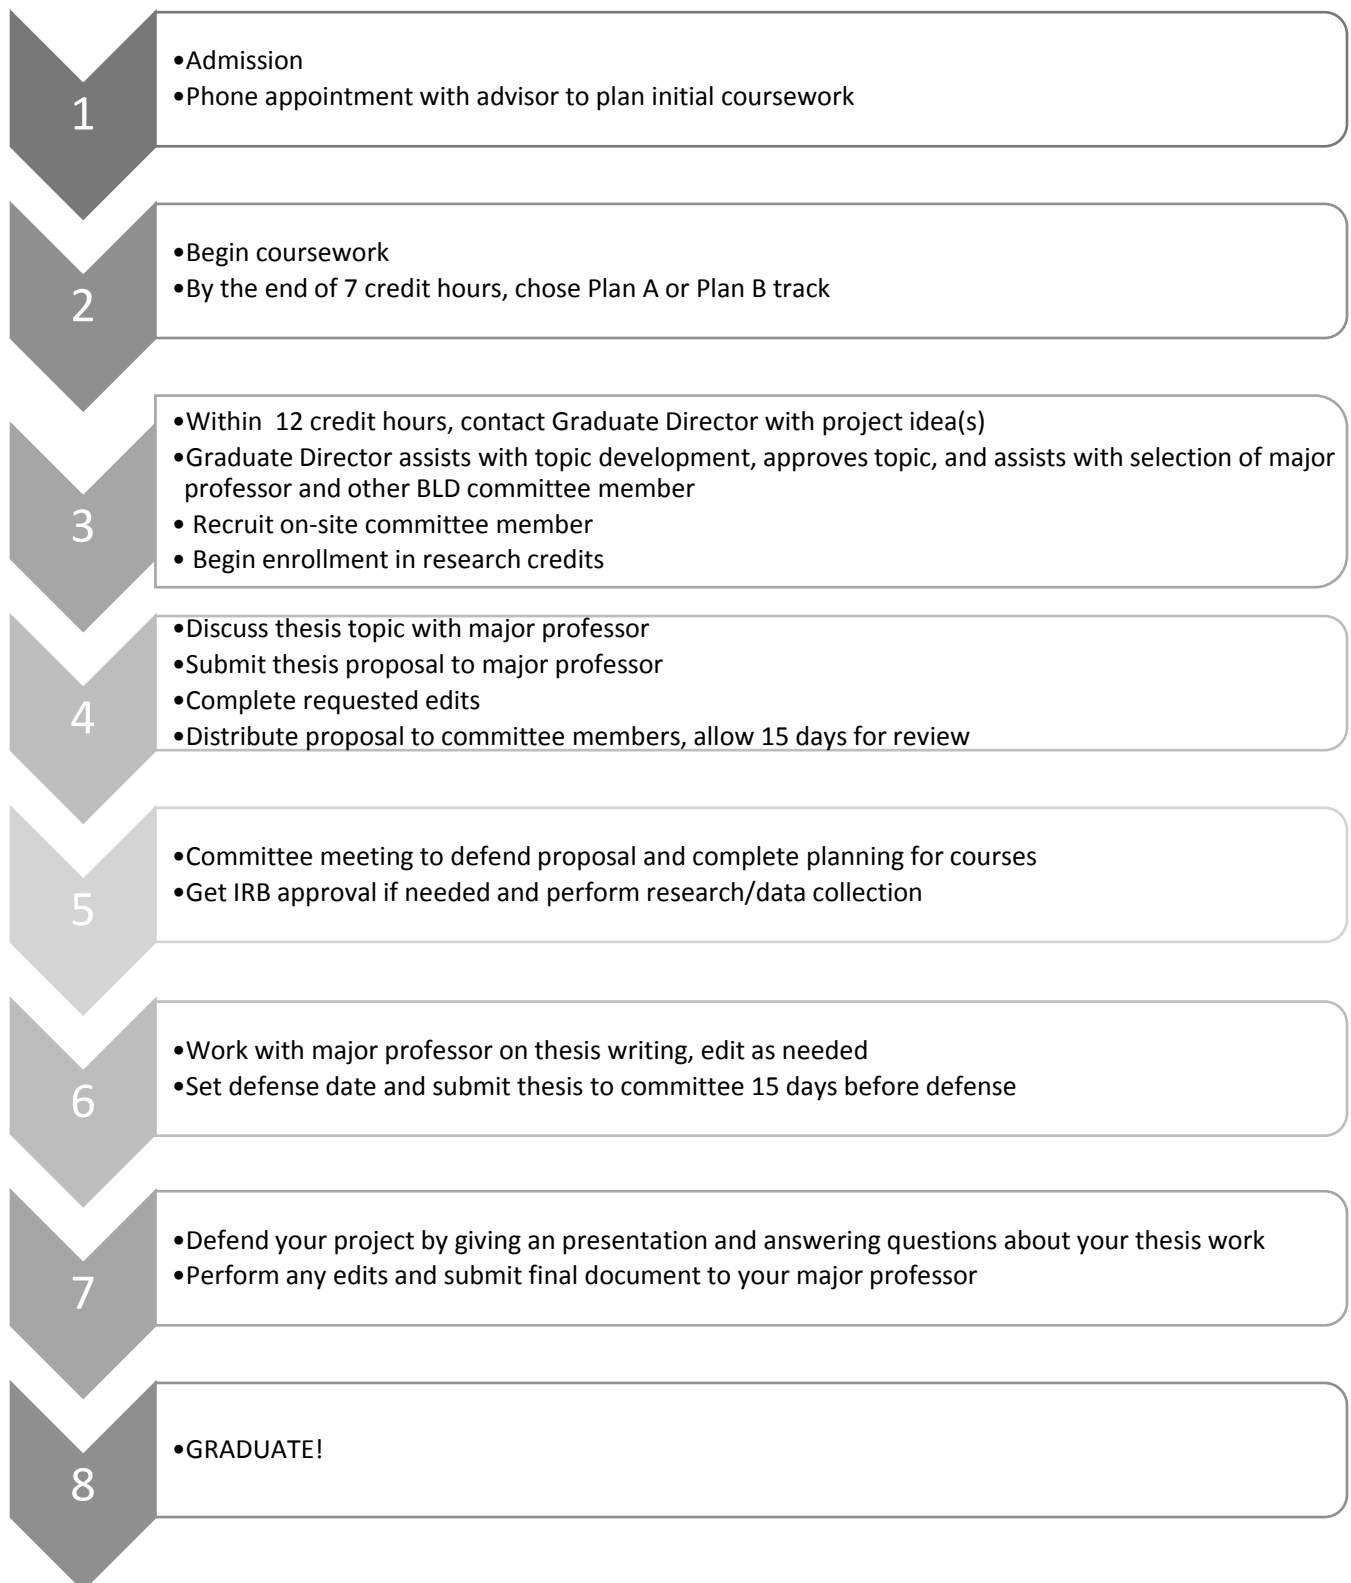 1
•Admission
•Phone appointment with advisor to plan initial coursework
2
•Begin coursework
•By the end of 7 credit hours, chose Plan A or Plan B track
3
•Within  12 credit hours, contact Graduate Director with project idea(s)
•Graduate Director assists with topic development, approves topic, and assists with selection of major
professor and other BLD committee member
• Recruit on-site committee member
• Begin enrollment in research credits
4
•Discuss thesis topic with major professor
•Submit thesis proposal to major professor
•Complete requested edits
•Distribute proposal to committee members, allow 15 days for review
5
•Committee meeting to defend proposal and complete planning for courses
•Get IRB approval if needed and perform research/data collection
6
•Work with major professor on thesis writing, edit as needed
•Set defense date and submit thesis to committee 15 days before defense
7
•Defend your project by giving an presentation and answering questions about your thesis work
•Perform any edits and submit final document to your major professor
8
•GRADUATE!